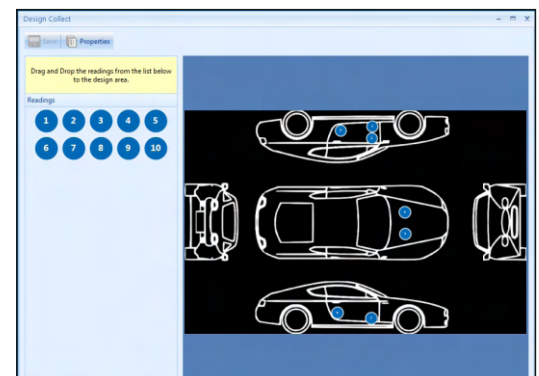 Design Collect
Save
Properties
Drag and Drop the readings from the list below
to the design area.
Readings
1 2 3 4 5
6 7 8 9 10